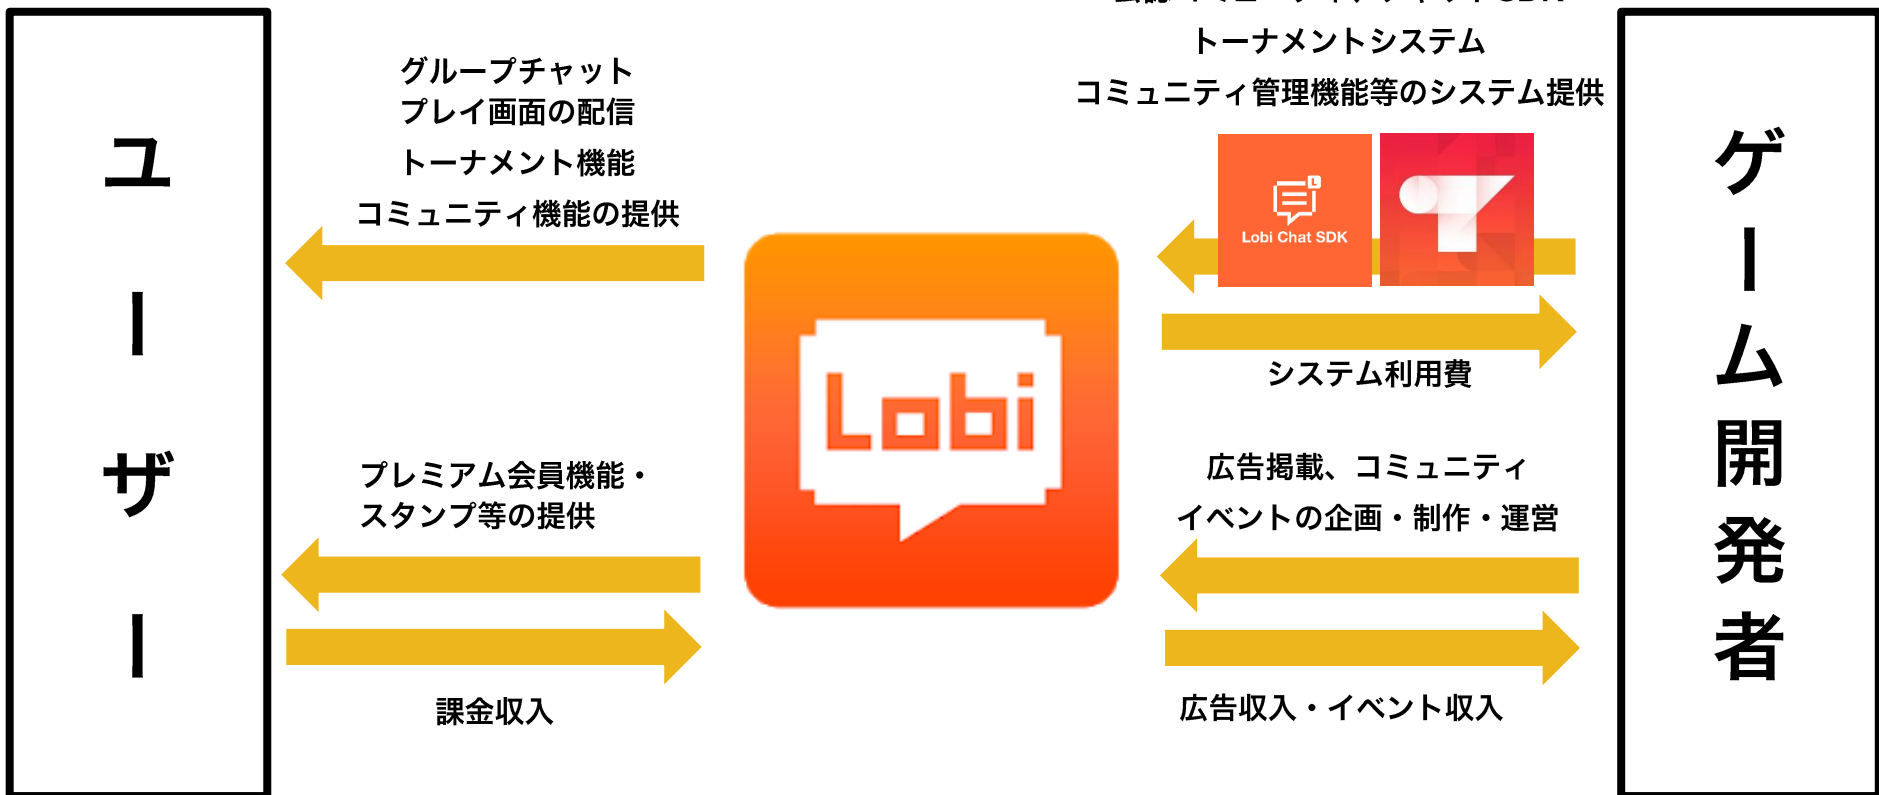 ユーザー
グループチャット
プレイ画面の配信
トーナメント機能
コミュニティ機能の提供
プレミアム会員機能・
スタンプ等の提供
課金収入
Lobi
トーナメントシステム
コミュニティ管理機能等のシステム提供
L
Lobi Chat SDK
システム利用費
広告掲載、コミュニティ
イベントの企画・制作・運営
広告収入・イベント収入
ゲーム開発者